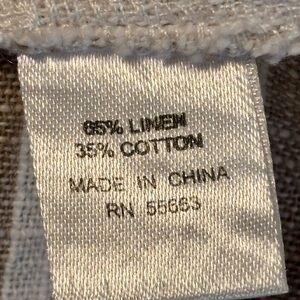 65% LINEN
35% COTTON
MADE IN CHINA
RN 55663